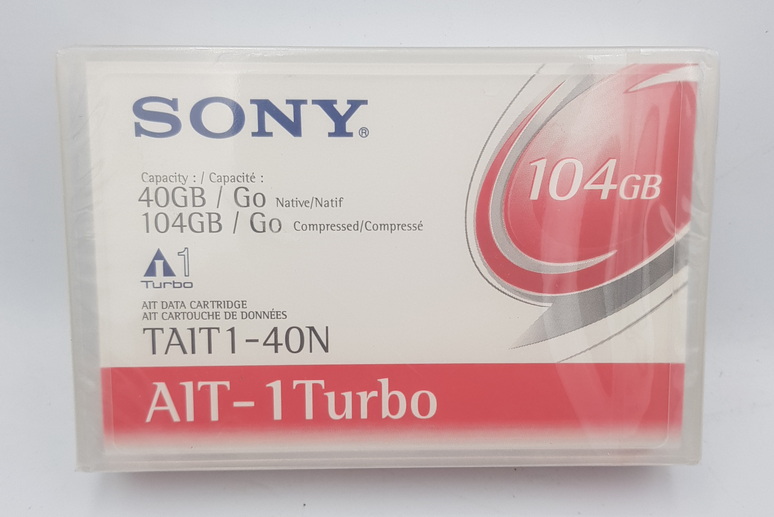 SONY®
Capacity : / Capacité :
40GB / Go Native/Natif
104GB / Go Compressed/Compressé
104GB
AIT1
Turbo
AIT DATA CARTRIDGE
AIT CARTOUCHE DE DONNÉES
TAIT1-40N
AIT-1Turbo